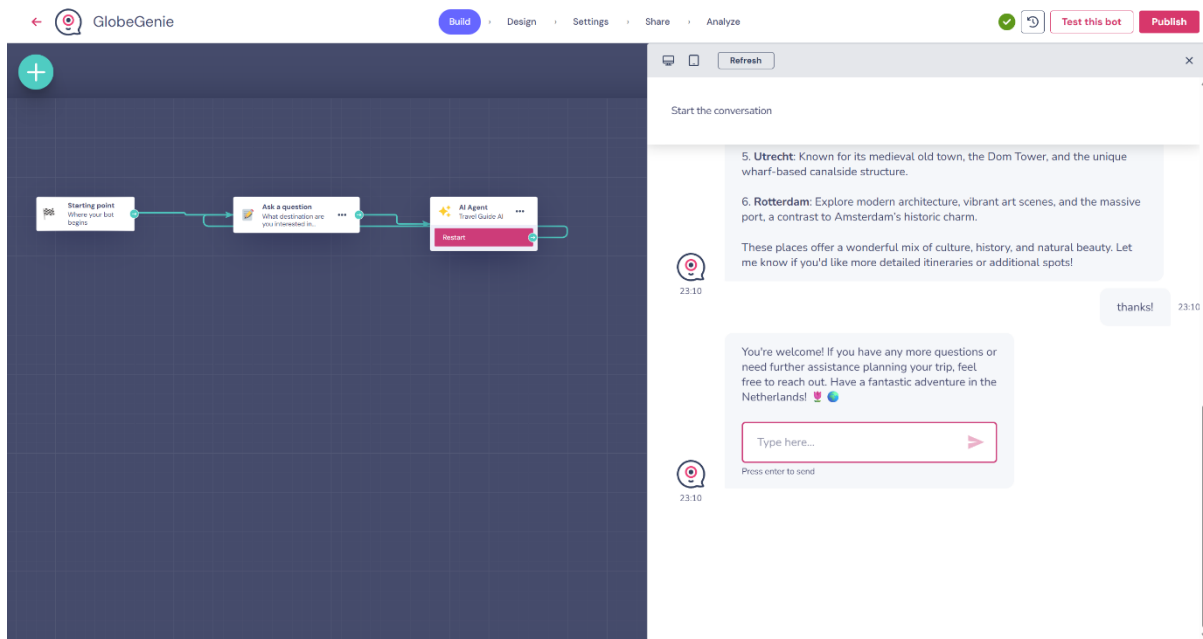 GlobeGenie
Build
Design
Settings
Share
Analyze
Test this bot
Publish
Refresh
Start the conversation
Starting point
Where your bot
begins
Ask a question
What destination are
you interested in...
AI Agent
Travel Guide AI
Restart
5. Utrecht: Known for its medieval old town, the Dom Tower, and the unique
wharf-based canalside structure.
6. Rotterdam: Explore modern architecture, vibrant art scenes, and the massive
port, a contrast to Amsterdam's historic charm.
These places offer a wonderful mix of culture, history, and natural beauty. Let
me know if you'd like more detailed itineraries or additional spots!
23:10
thanks!
23:10
You're welcome! If you have any more questions or
need further assistance planning your trip, feel
free to reach out. Have a fantastic adventure in the
Netherlands! 🌷 🌍
Type here...
Press enter to send
23:10